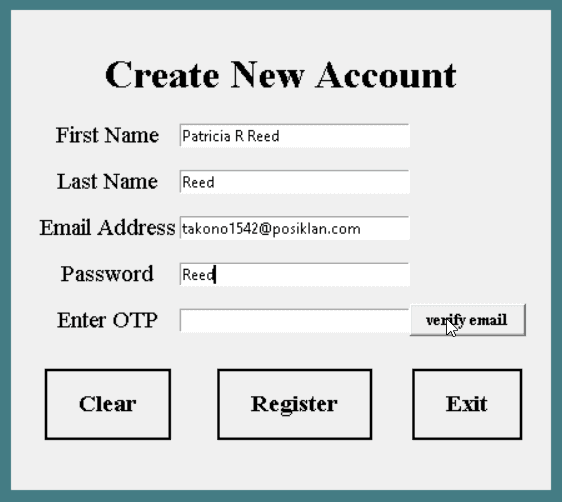 Create New Account
First Name Patricia R Reed
Last Name Reed
Email Address takono1542@posiklan.com
Password Reed
Enter OTP verify email
Clear Register Exit